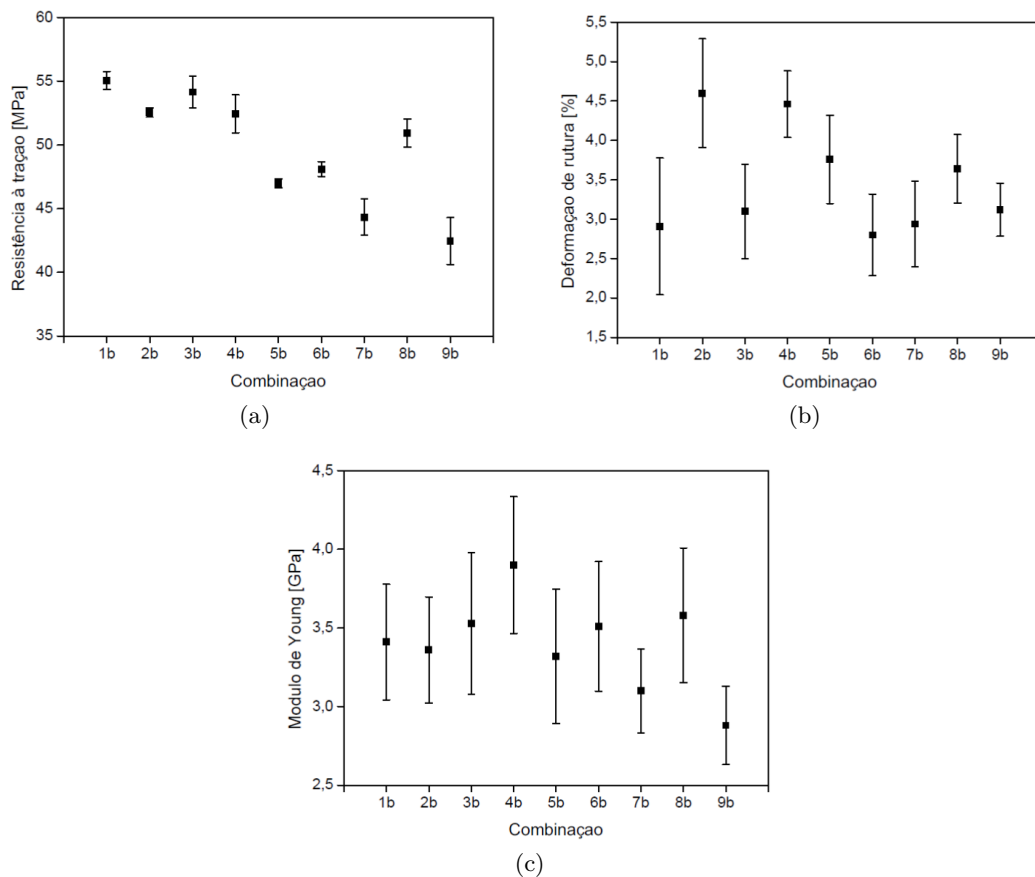 60
55
50
45
40
35
Resistência à traçao [MPa]
1b 2b 3b 4b 5b 6b 7b 8b 9b
Combinaçao
(a)
5,5
5,0
4,5
4,0
3,5
3,0
2,5
2,0
1,5
Deformaçao de rutura [%]
1b 2b 3b 4b 5b 6b 7b 8b 9b
Combinaçao
(b)
4,5
4,0
3,5
3,0
2,5
Modulo de Young [GPa]
1b 2b 3b 4b 5b 6b 7b 8b 9b
Combinaçao
(c)